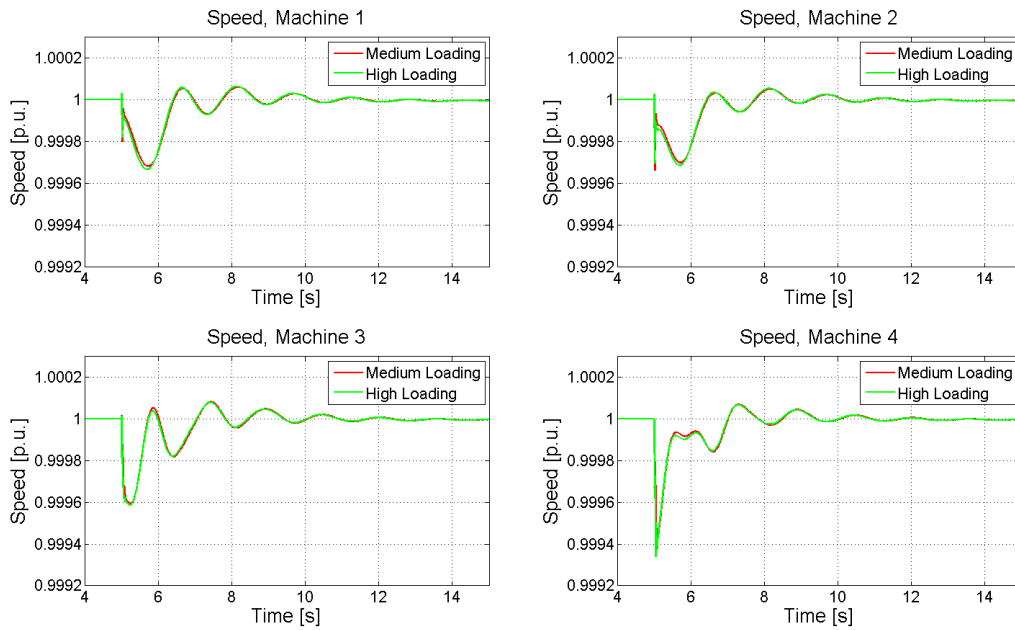 Speed, Machine 1
1.0002
1
0.9998
0.9996
0.9994
0.9992
Speed [p.u.]
4
6
8
10
12
14
Time [s]
Medium Loading
High Loading
Speed, Machine 2
1.0002
1
0.9998
0.9996
0.9994
0.9992
Speed [p.u.]
4
6
8
10
12
14
Time [s]
Medium Loading
High Loading
Speed, Machine 3
1.0002
1
0.9998
0.9996
0.9994
0.9992
Speed [p.u.]
4
6
8
10
12
14
Time [s]
Medium Loading
High Loading
Speed, Machine 4
1.0002
1
0.9998
0.9996
0.9994
0.9992
Speed [p.u.]
4
6
8
10
12
14
Time [s]
Medium Loading
High Loading